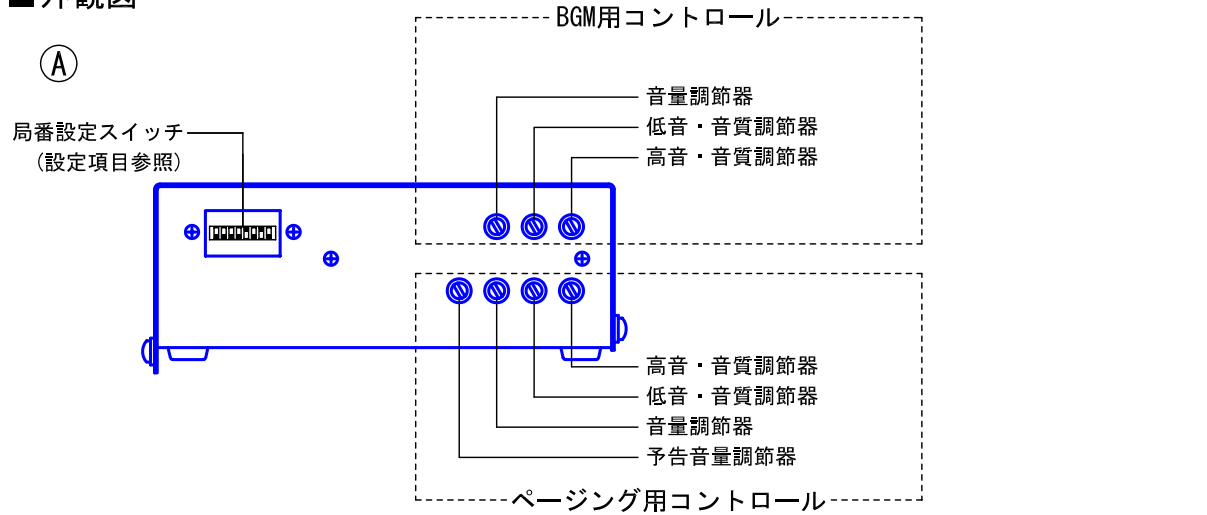 ■外観図
BGM用コントロール
Ⓐ
音量調節器
低音・音質調節器
高音・音質調節器
局番設定スイッチ
(設定項目参照)
高音・音質調節器
低音・音質調節器
音量調節器
予告音量調節器
ページング用コントロール